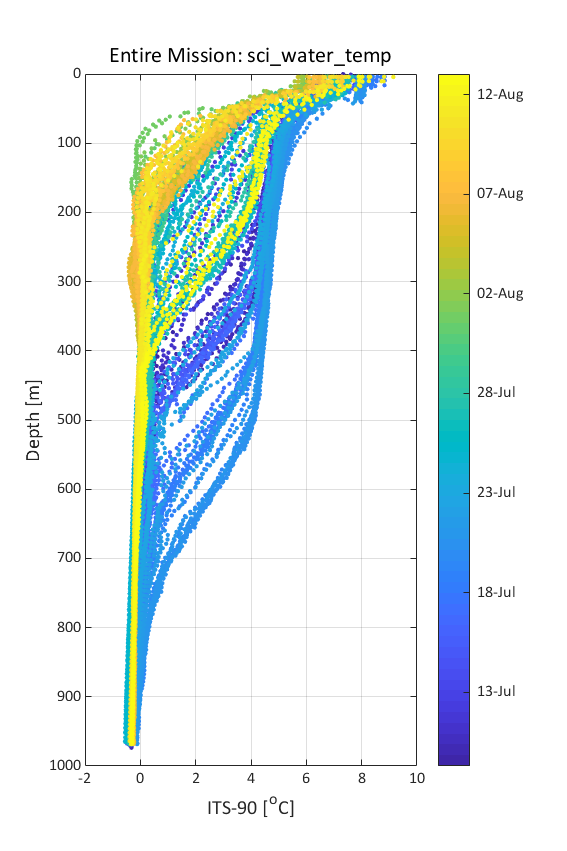 Entire Mission: sci_water_temp
0
100
200
300
400
500
600
700
800
900
1000
Depth [m]
-2
0
2
4
6
8
10
ITS-90 [°C]
12-Aug
07-Aug
02-Aug
28-Jul
23-Jul
18-Jul
13-Jul